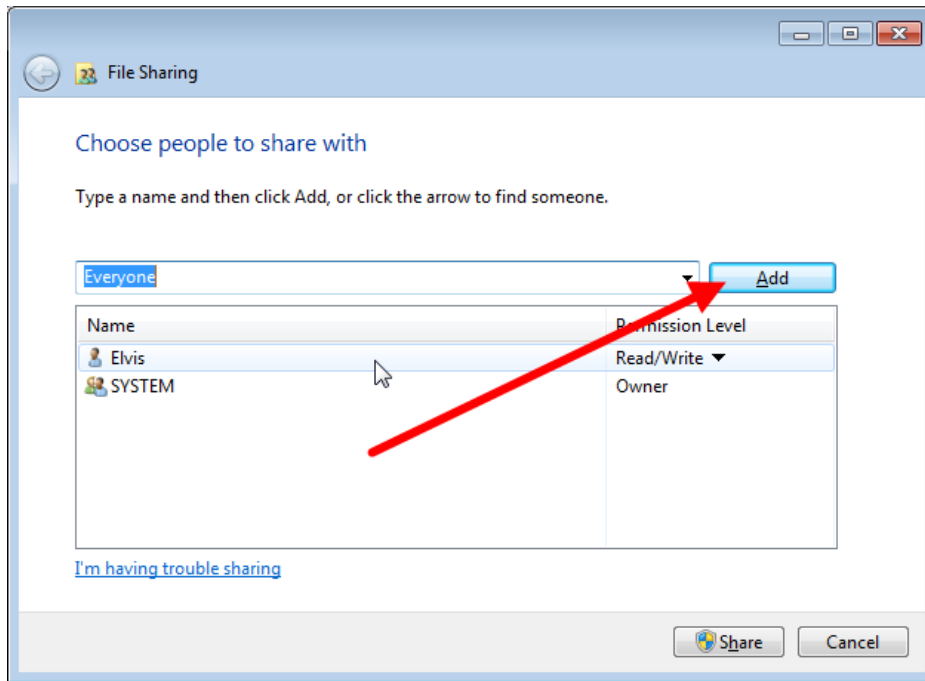 File Sharing
Choose people to share with
Type a name and then click Add, or click the arrow to find someone.
Everyone Add
Name Permission Level
Elvis Read/Write
SYSTEM Owner
I'm having trouble sharing
Share Cancel